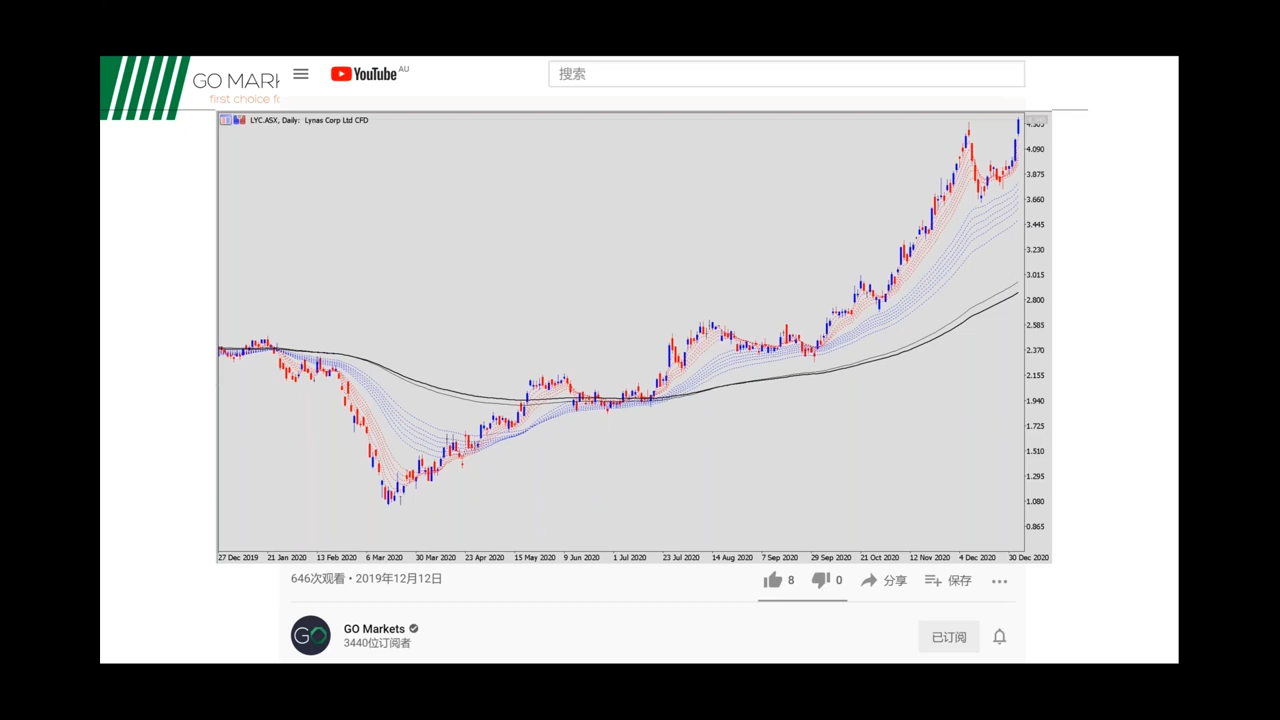 GO MARK
first choice fo
YouTube AU
搜索
LYC.ASX, Daily: Lynas Corp Ltd CFD
4.305
4.090
3.875
3.660
3.445
3.230
3.015
2.800
2.585
2.370
2.155
1.940
1.725
1.510
1.295
1.080
0.865
27 Dec 2019 21 Jan 2020 13 Feb 2020 6 Mar 2020 30 Mar 2020 23 Apr 2020 15 May 2020 9 Jun 2020 1 Jul 2020 23 Jul 2020 14 Aug 2020 7 Sep 2020 29 Sep 2020 21 Oct 2020 12 Nov 2020 4 Dec 2020 30 Dec 2020
646次观看 • 2019年12月12日
8 0 分享 保存
GO
GO Markets
3440位订阅者
已订阅